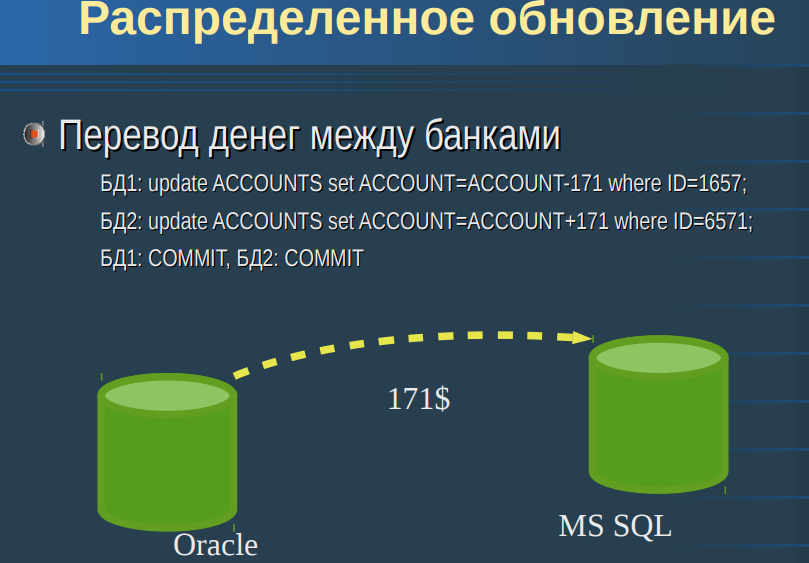 Распределенное обновление
Перевод денег между банками
БД1: update ACCOUNTS set ACCOUNT=ACCOUNT-171 where ID=1657;
БД2: update ACCOUNTS set ACCOUNT=ACCOUNT+171 where ID=6571;
БД1: COMMIT, БД2: COMMIT
171$
MS SQL
Oracle